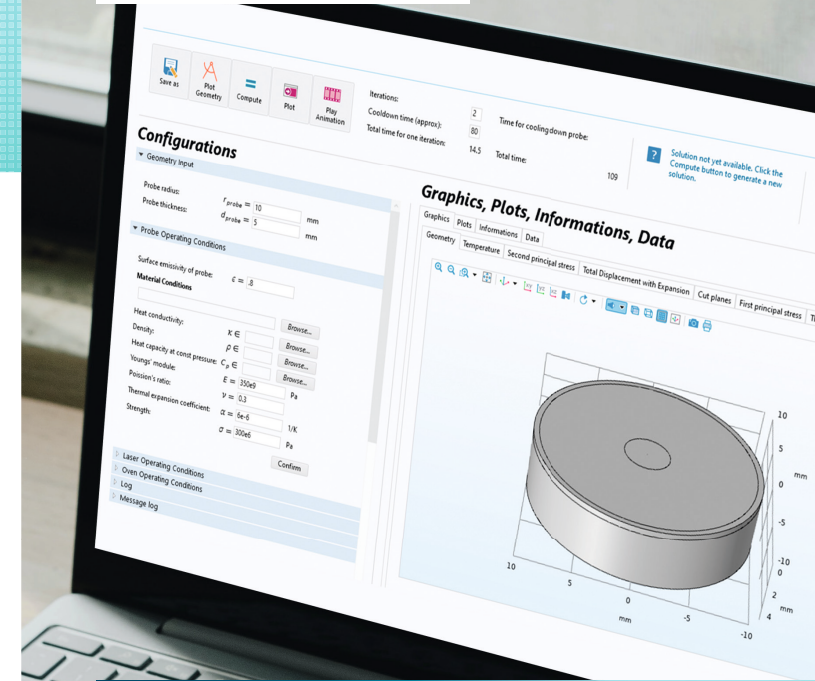 Save as
Plot
Geometry
Compute
Plot
Play
Animation
Iterations:
2
Time for coolingdown probe:
Cooldown time (approx):
80
Total time for one iteration:
14.5
Total time:
109
?
Solution not yet available. Click the
Compute button to generate a new
solution.
Configurations
Geometry Input
Probe radius:
r_probe = 10 mm
Probe thickness:
d_probe = 5 mm
Probe Operating Conditions
Surface emissivity of probe:
ε = .8
Material Conditions
Heat conductivity:
κ ∈ Browse...
Density:
ρ ∈ Browse...
Heat capacity at const pressure:
C_p ∈ Browse...
Browse...
Youngs' module:
E = 350e9 Pa
Poission's ratio:
ν = 0.3
Thermal expansion coefficient:
α = 6e-6 1/K
Strength:
σ = 300e6 Pa
Confirm
Laser Operating Conditions
Oven Operating Conditions
Log
Message log
Graphics, Plots, Informations, Data
Graphics Plots Informations Data
Geometry Temperature Second principal stress Total Displacement with Expansion Cut planes First principal stress
xy yz xz
10
5
0
-5
-10
mm
0
2
4
mm
10
5
0
-5
-10
mm